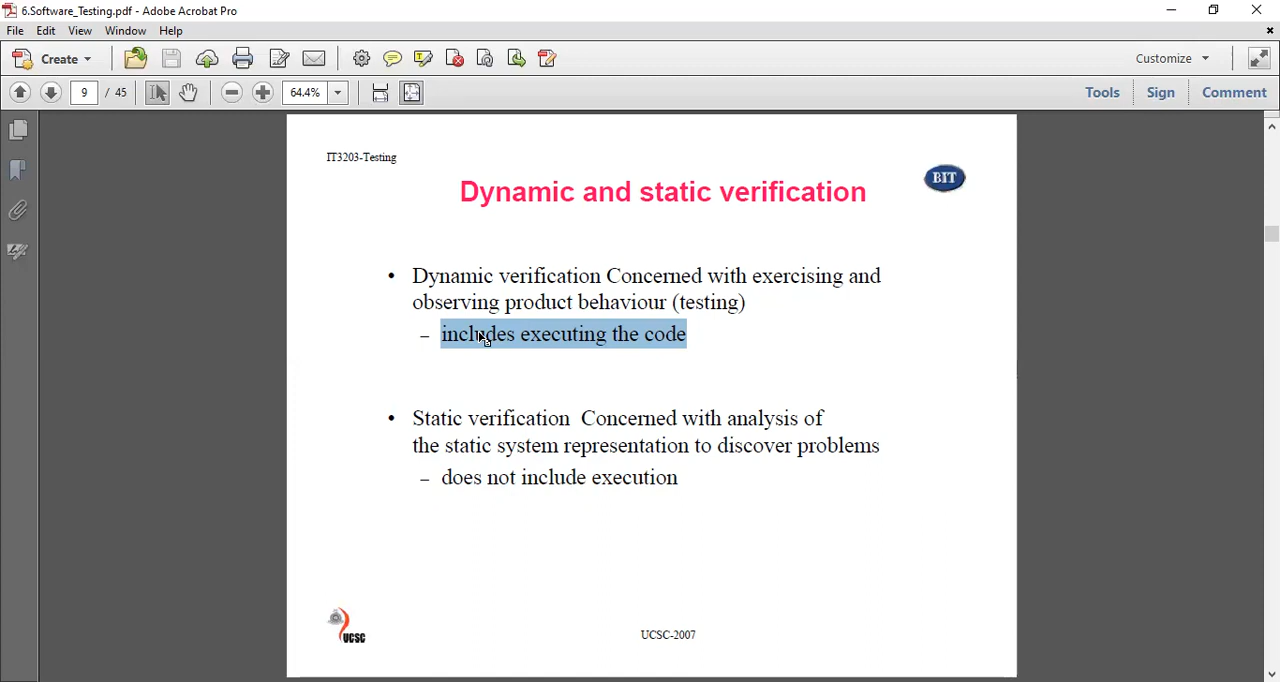 6.Software_Testing.pdf - Adobe Acrobat Pro
File Edit View Window Help
Create Customize
9 / 45 64.4% Tools Sign Comment
IT3203-Testing
BIT
Dynamic and static verification
• Dynamic verification Concerned with exercising and
observing product behaviour (testing)
– includes executing the code
• Static verification Concerned with analysis of
the static system representation to discover problems
– does not include execution
UCSC
UCSC-2007